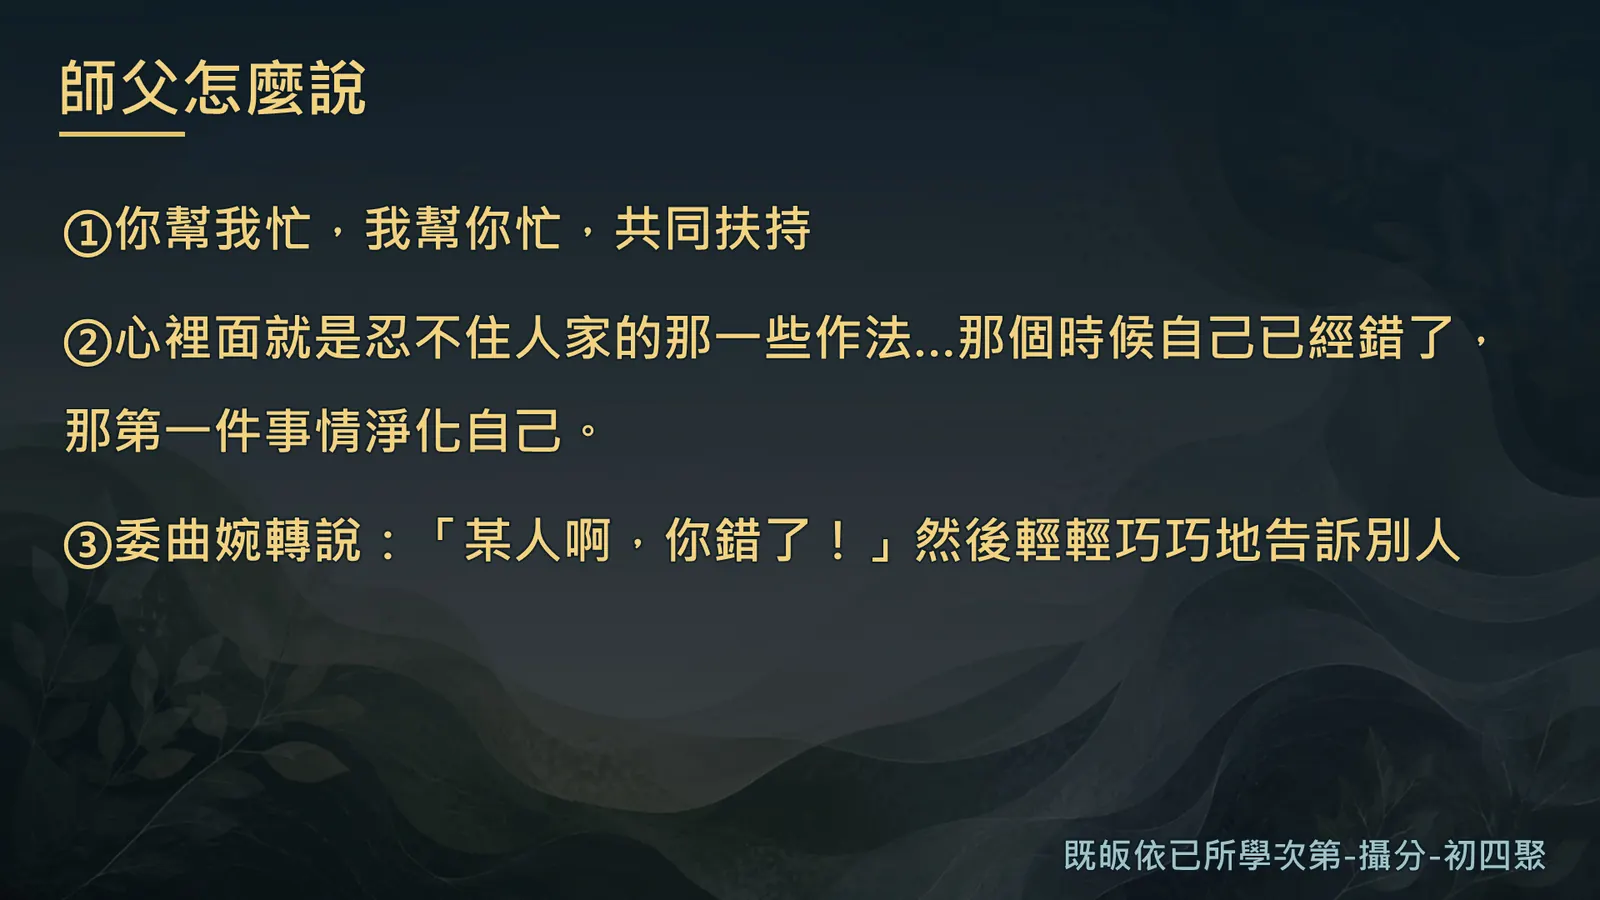 師父怎麼說
①你幫我忙，我幫你忙，共同扶持
②心裡面就是忍不住人家的那一些作法...那個時候自己已經錯了，
那第一件事情淨化自己。
③委曲婉轉說：「某人啊，你錯了！」然後輕輕巧巧地告訴別人
既皈依已所學次第-攝分-初四聚